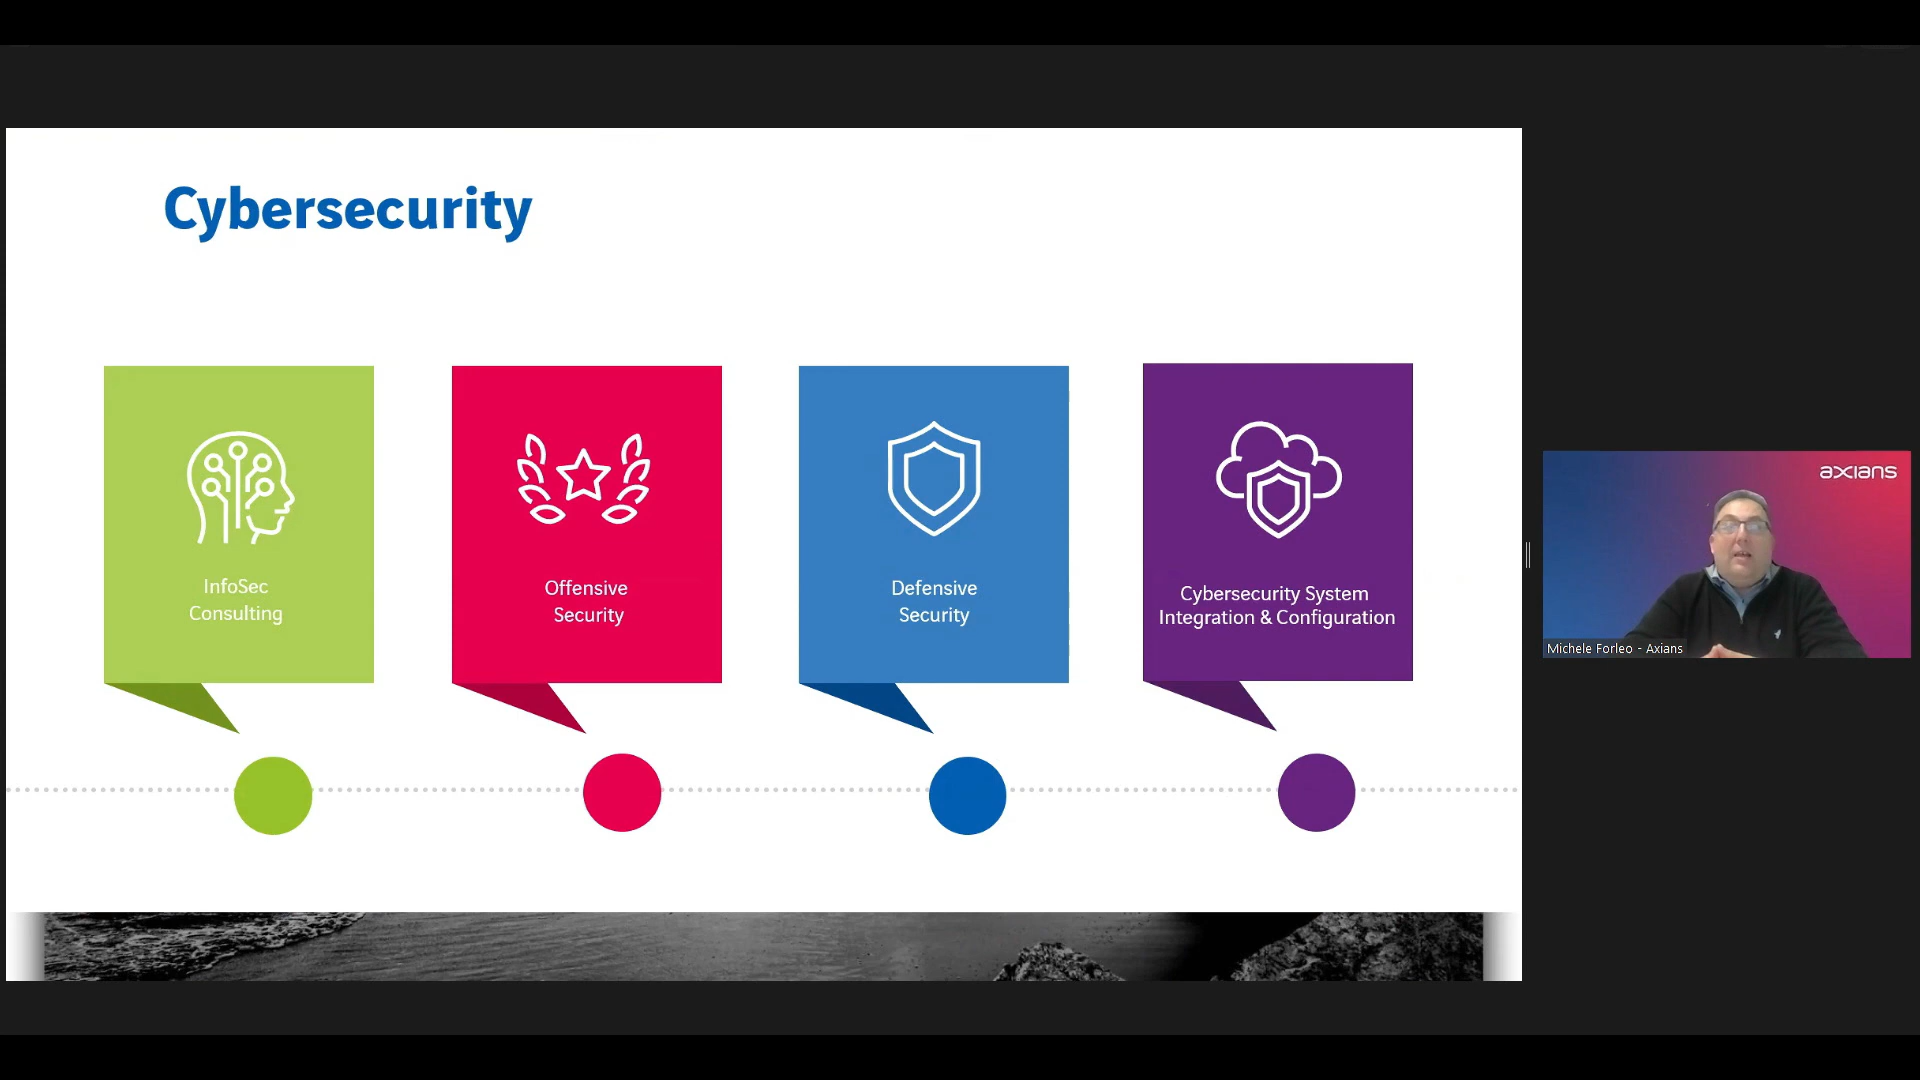 Cybersecurity
InfoSec
Consulting
Offensive
Security
Defensive
Security
Cybersecurity System
Integration & Configuration
axians
Michele Forleo - Axians